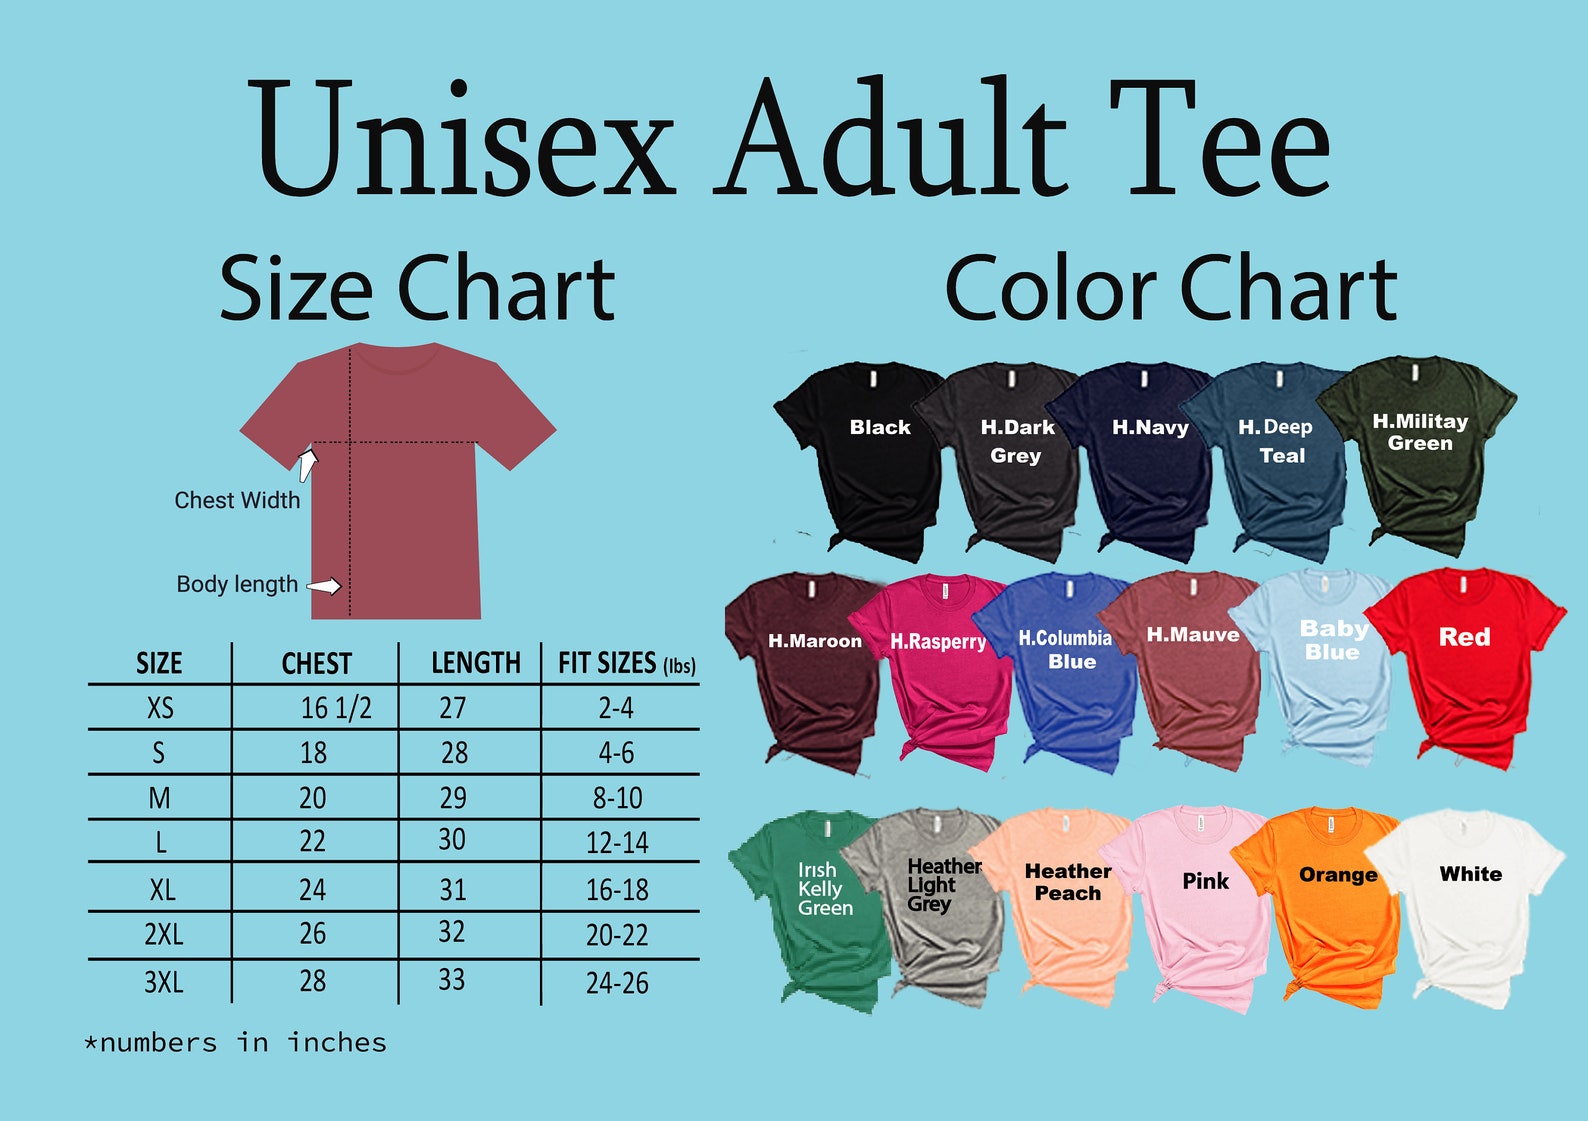 Unisex Adult Tee
Size Chart
Color Chart
Chest Width
Body length
SIZE CHEST LENGTH FIT SIZES (lbs)
XS 16 1/2 27 2-4
S 18 28 4-6
M 20 29 8-10
L 22 30 12-14
XL 24 31 16-18
2XL 26 32 20-22
3XL 28 33 24-26
*numbers in inches
Black
H.Dark
Grey
H.Navy
H.Deep
Teal
H.Militay
Green
H.Maroon
H.Rasperry
H.Columbia
Blue
H.Mauve
Baby
Blue
Red
Irish
Kelly
Green
Heather
Light
Grey
Heather
Peach
Pink
Orange
White